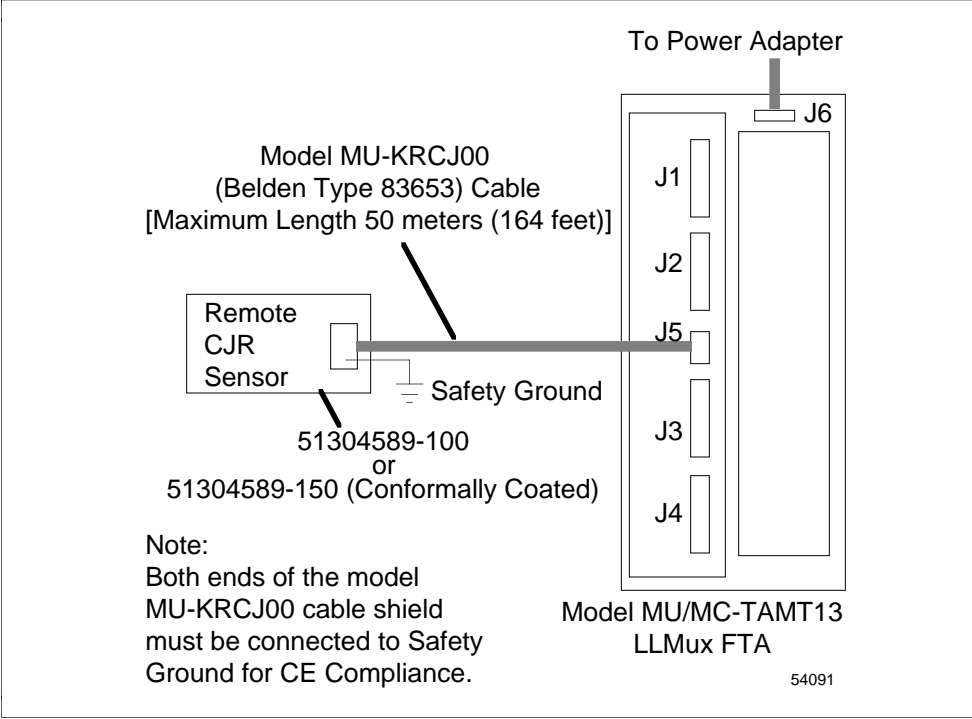 To Power Adapter
J6
Model MU-KRCJ00
(Belden Type 83653) Cable
[Maximum Length 50 meters (164 feet)]
J1
J2
J5
Remote
CJR
Sensor
Safety Ground
J3
51304589-100
or
51304589-150 (Conformally Coated)
J4
Note:
Both ends of the model
MU-KRCJ00 cable shield
must be connected to Safety
Ground for CE Compliance.
Model MU/MC-TAMT13
LLMux FTA
54091